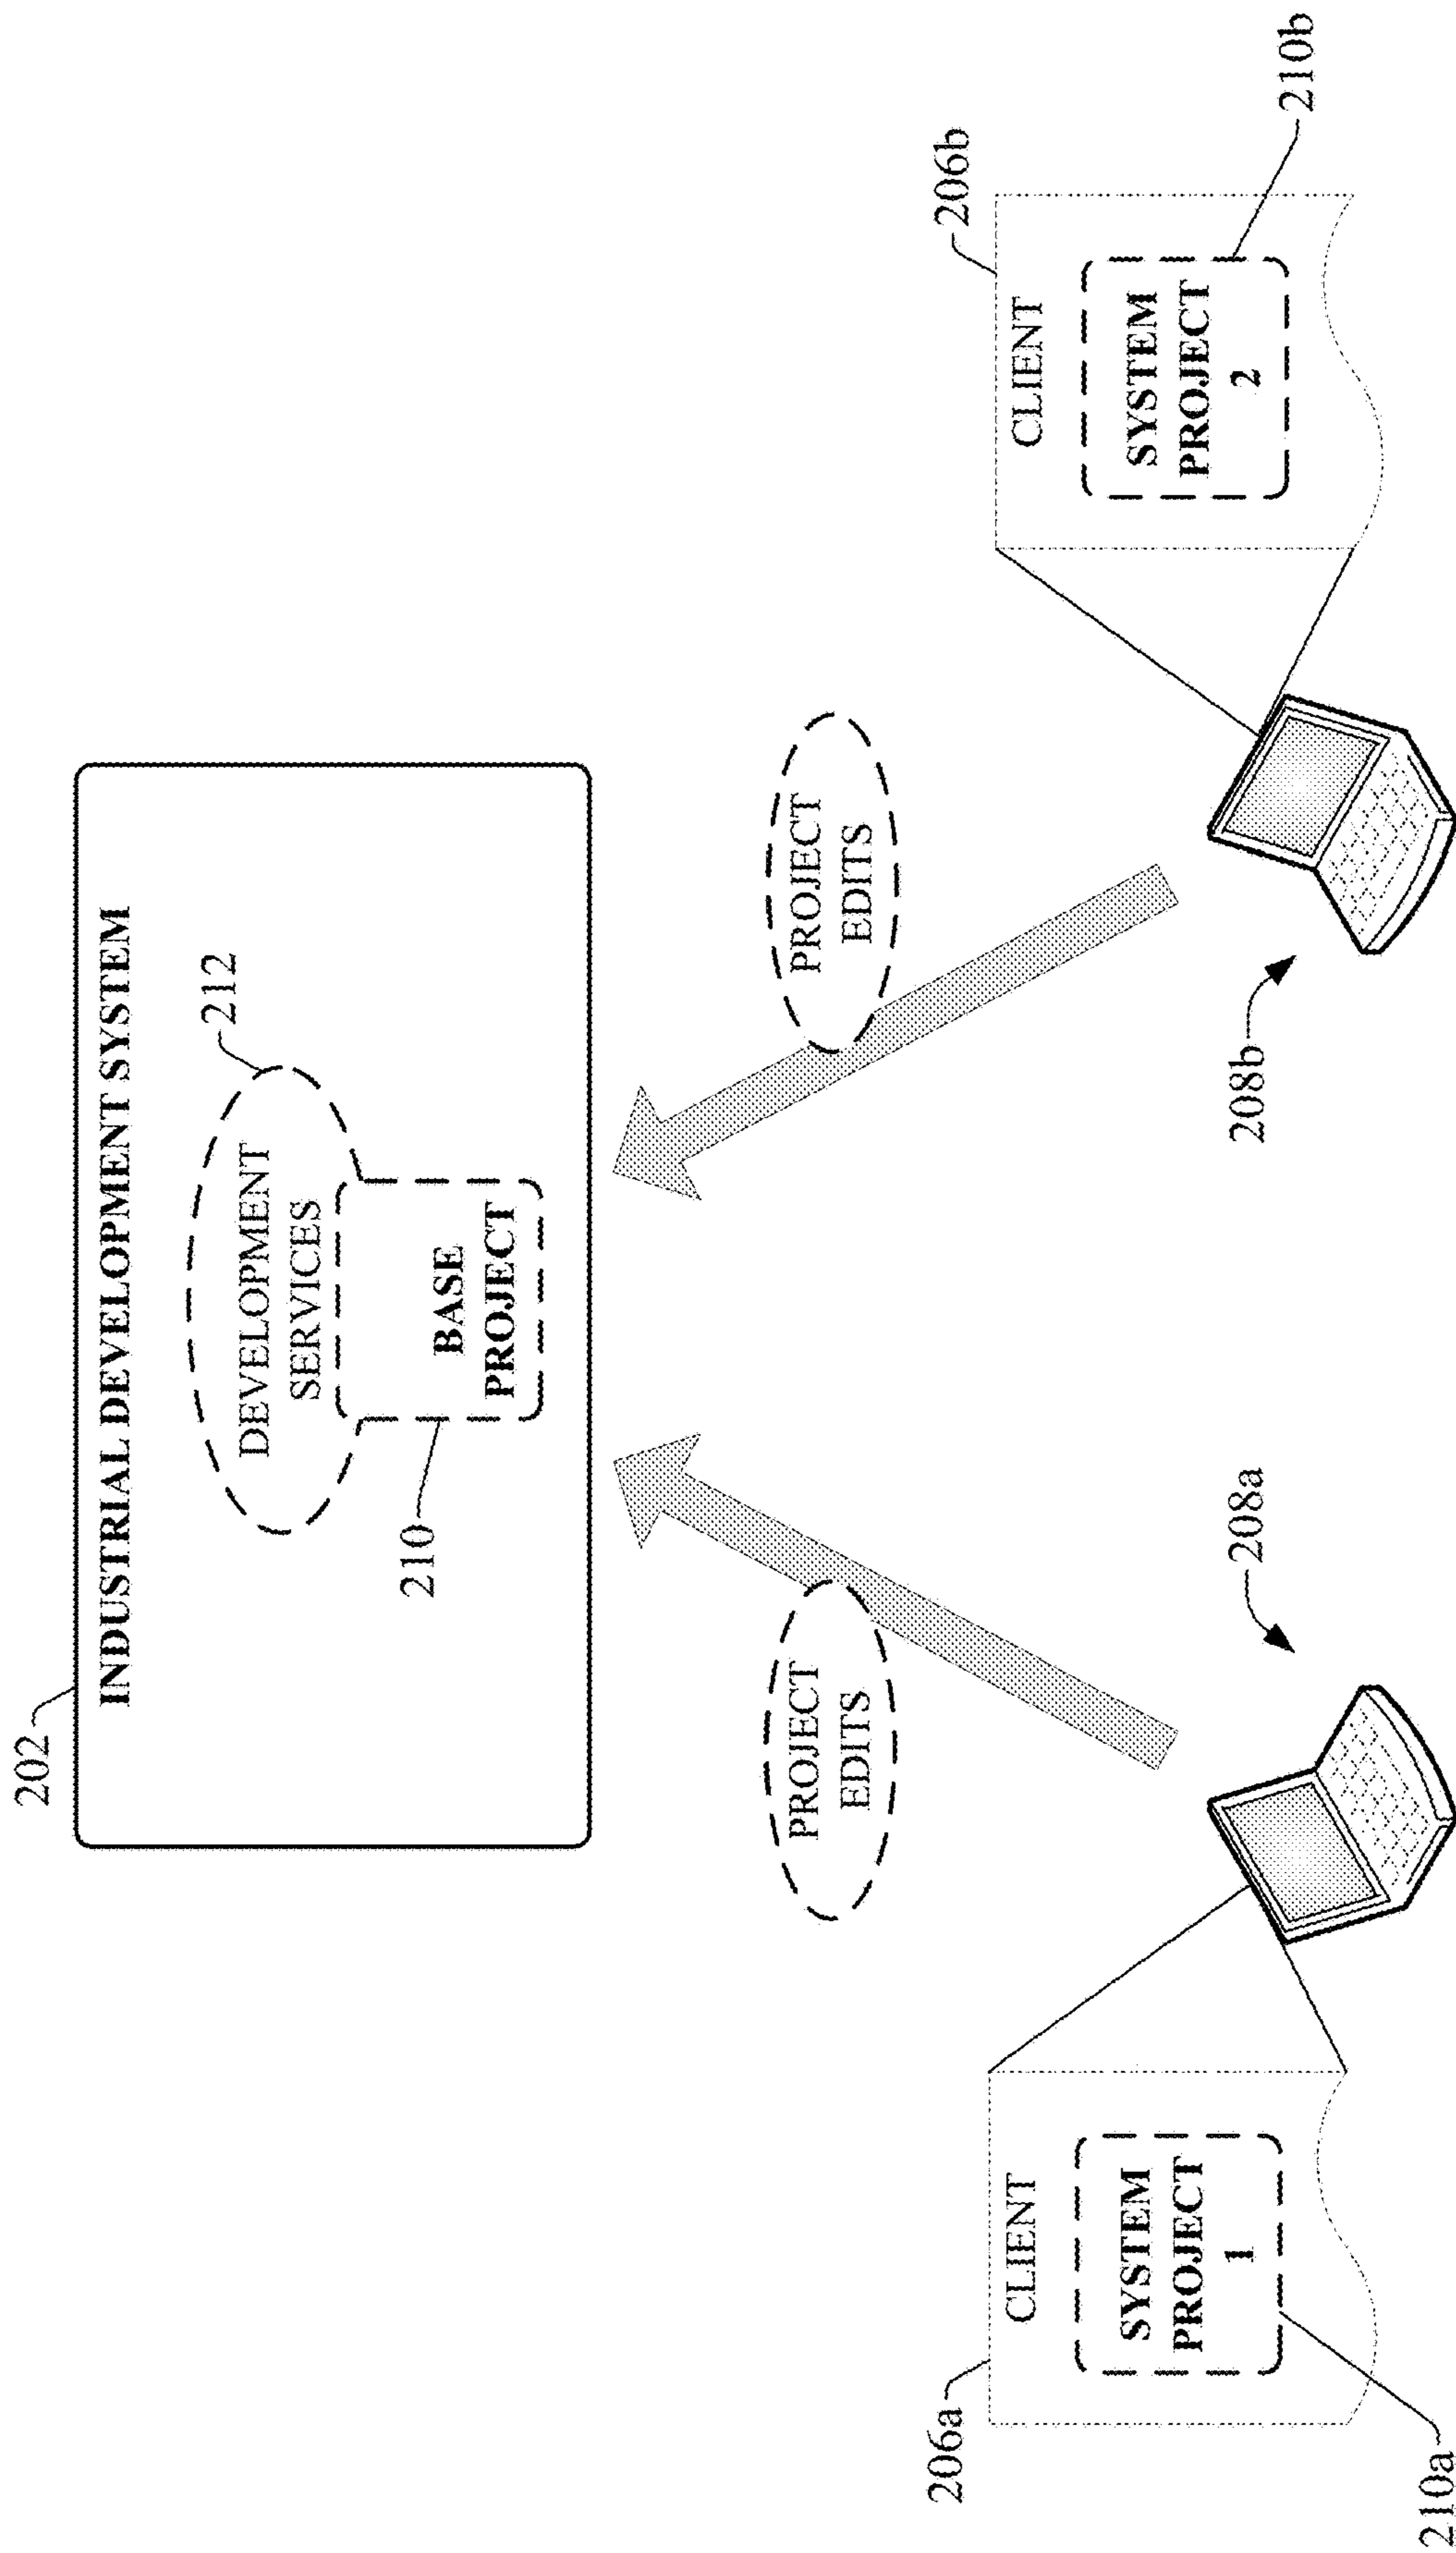 202
INDUSTRIAL DEVELOPMENT SYSTEM
DEVELOPMENT
SERVICES
212
210
BASE
PROJECT
PROJECT
EDITS
PROJECT
EDITS
206a
CLIENT
SYSTEM
PROJECT
1
210a
208a
208b
206b
CLIENT
SYSTEM
PROJECT
2
210b